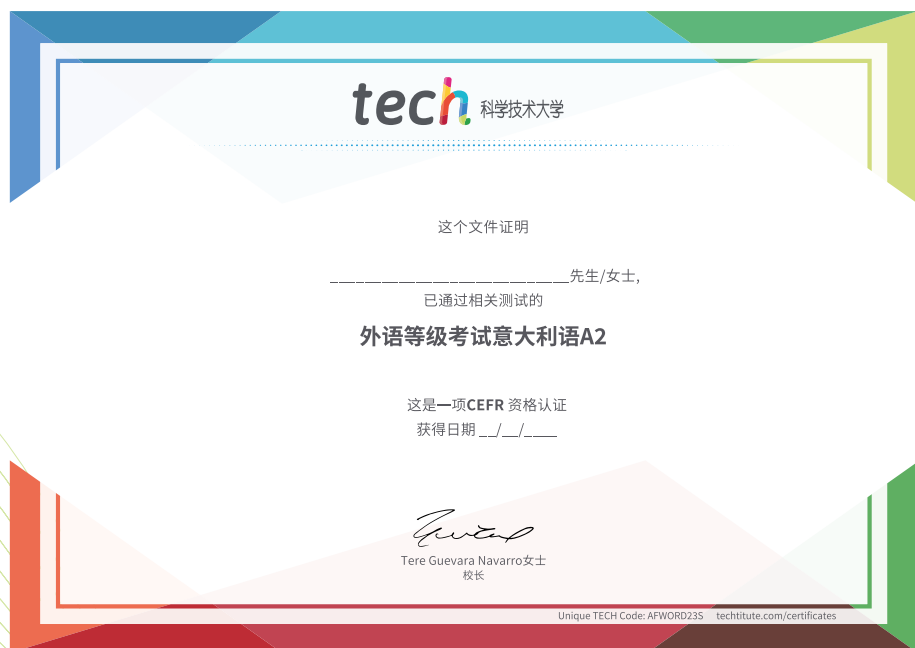 tech 科学技术大学
这个文件证明
______________________________先生/女士,
已通过相关测试的
外语等级考试意大利语A2
这是一项CEFR 资格认证
获得日期 __/__/____
Tere Guevara Navarro女士
校长
Unique TECH Code: AFWORD23S techtitute.com/certificates